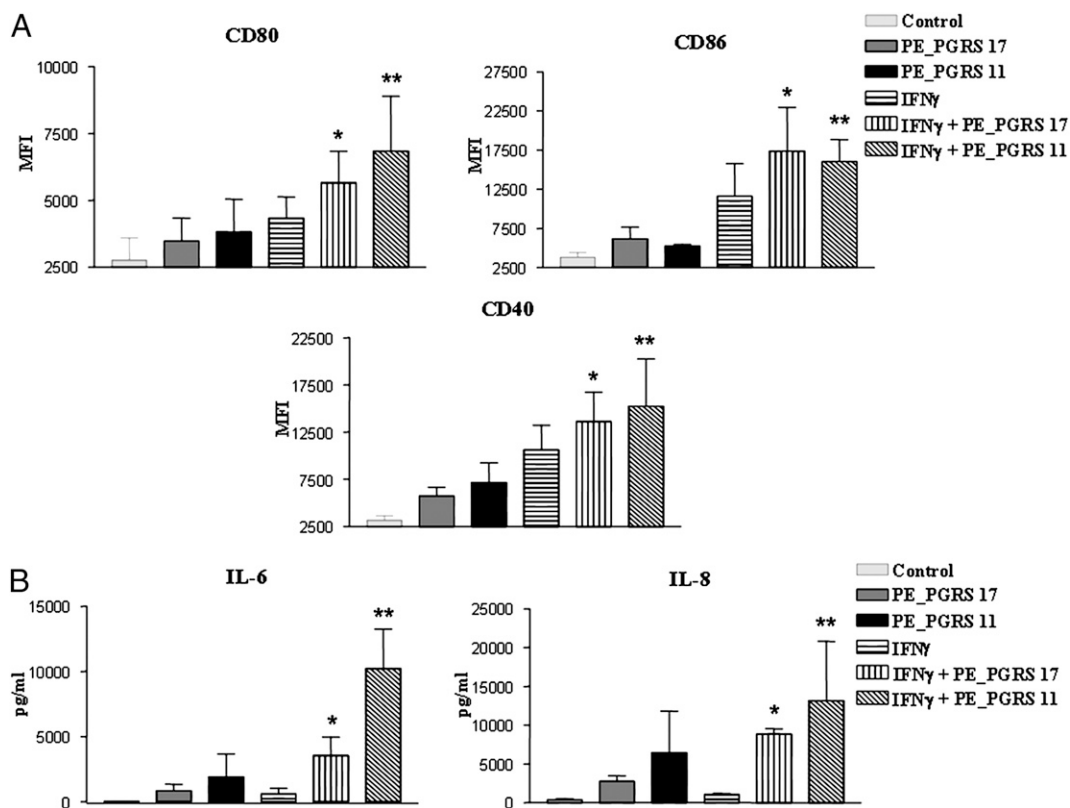 A
CD80
MFI
10000
7500
5000
2500
*
**
CD86
MFI
27500
22500
17500
12500
7500
2500
*
**
Control
PE_PGRS 17
PE_PGRS 11
IFNγ
IFNγ + PE_PGRS 17
IFNγ + PE_PGRS 11
CD40
MFI
22500
17500
12500
7500
2500
*
**
B
IL-6
pg/ml
15000
10000
5000
0
*
**
IL-8
pg/ml
25000
20000
15000
10000
5000
0
*
**
Control
PE_PGRS 17
PE_PGRS 11
IFNγ
IFNγ + PE_PGRS 17
IFNγ + PE_PGRS 11